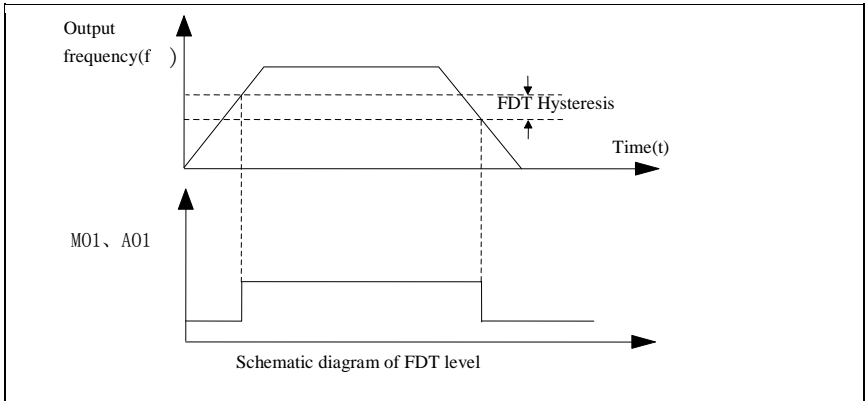 Output
frequency(f )
FDT Hysteresis
Time(t)
MO1、AO1
Schematic diagram of FDT level